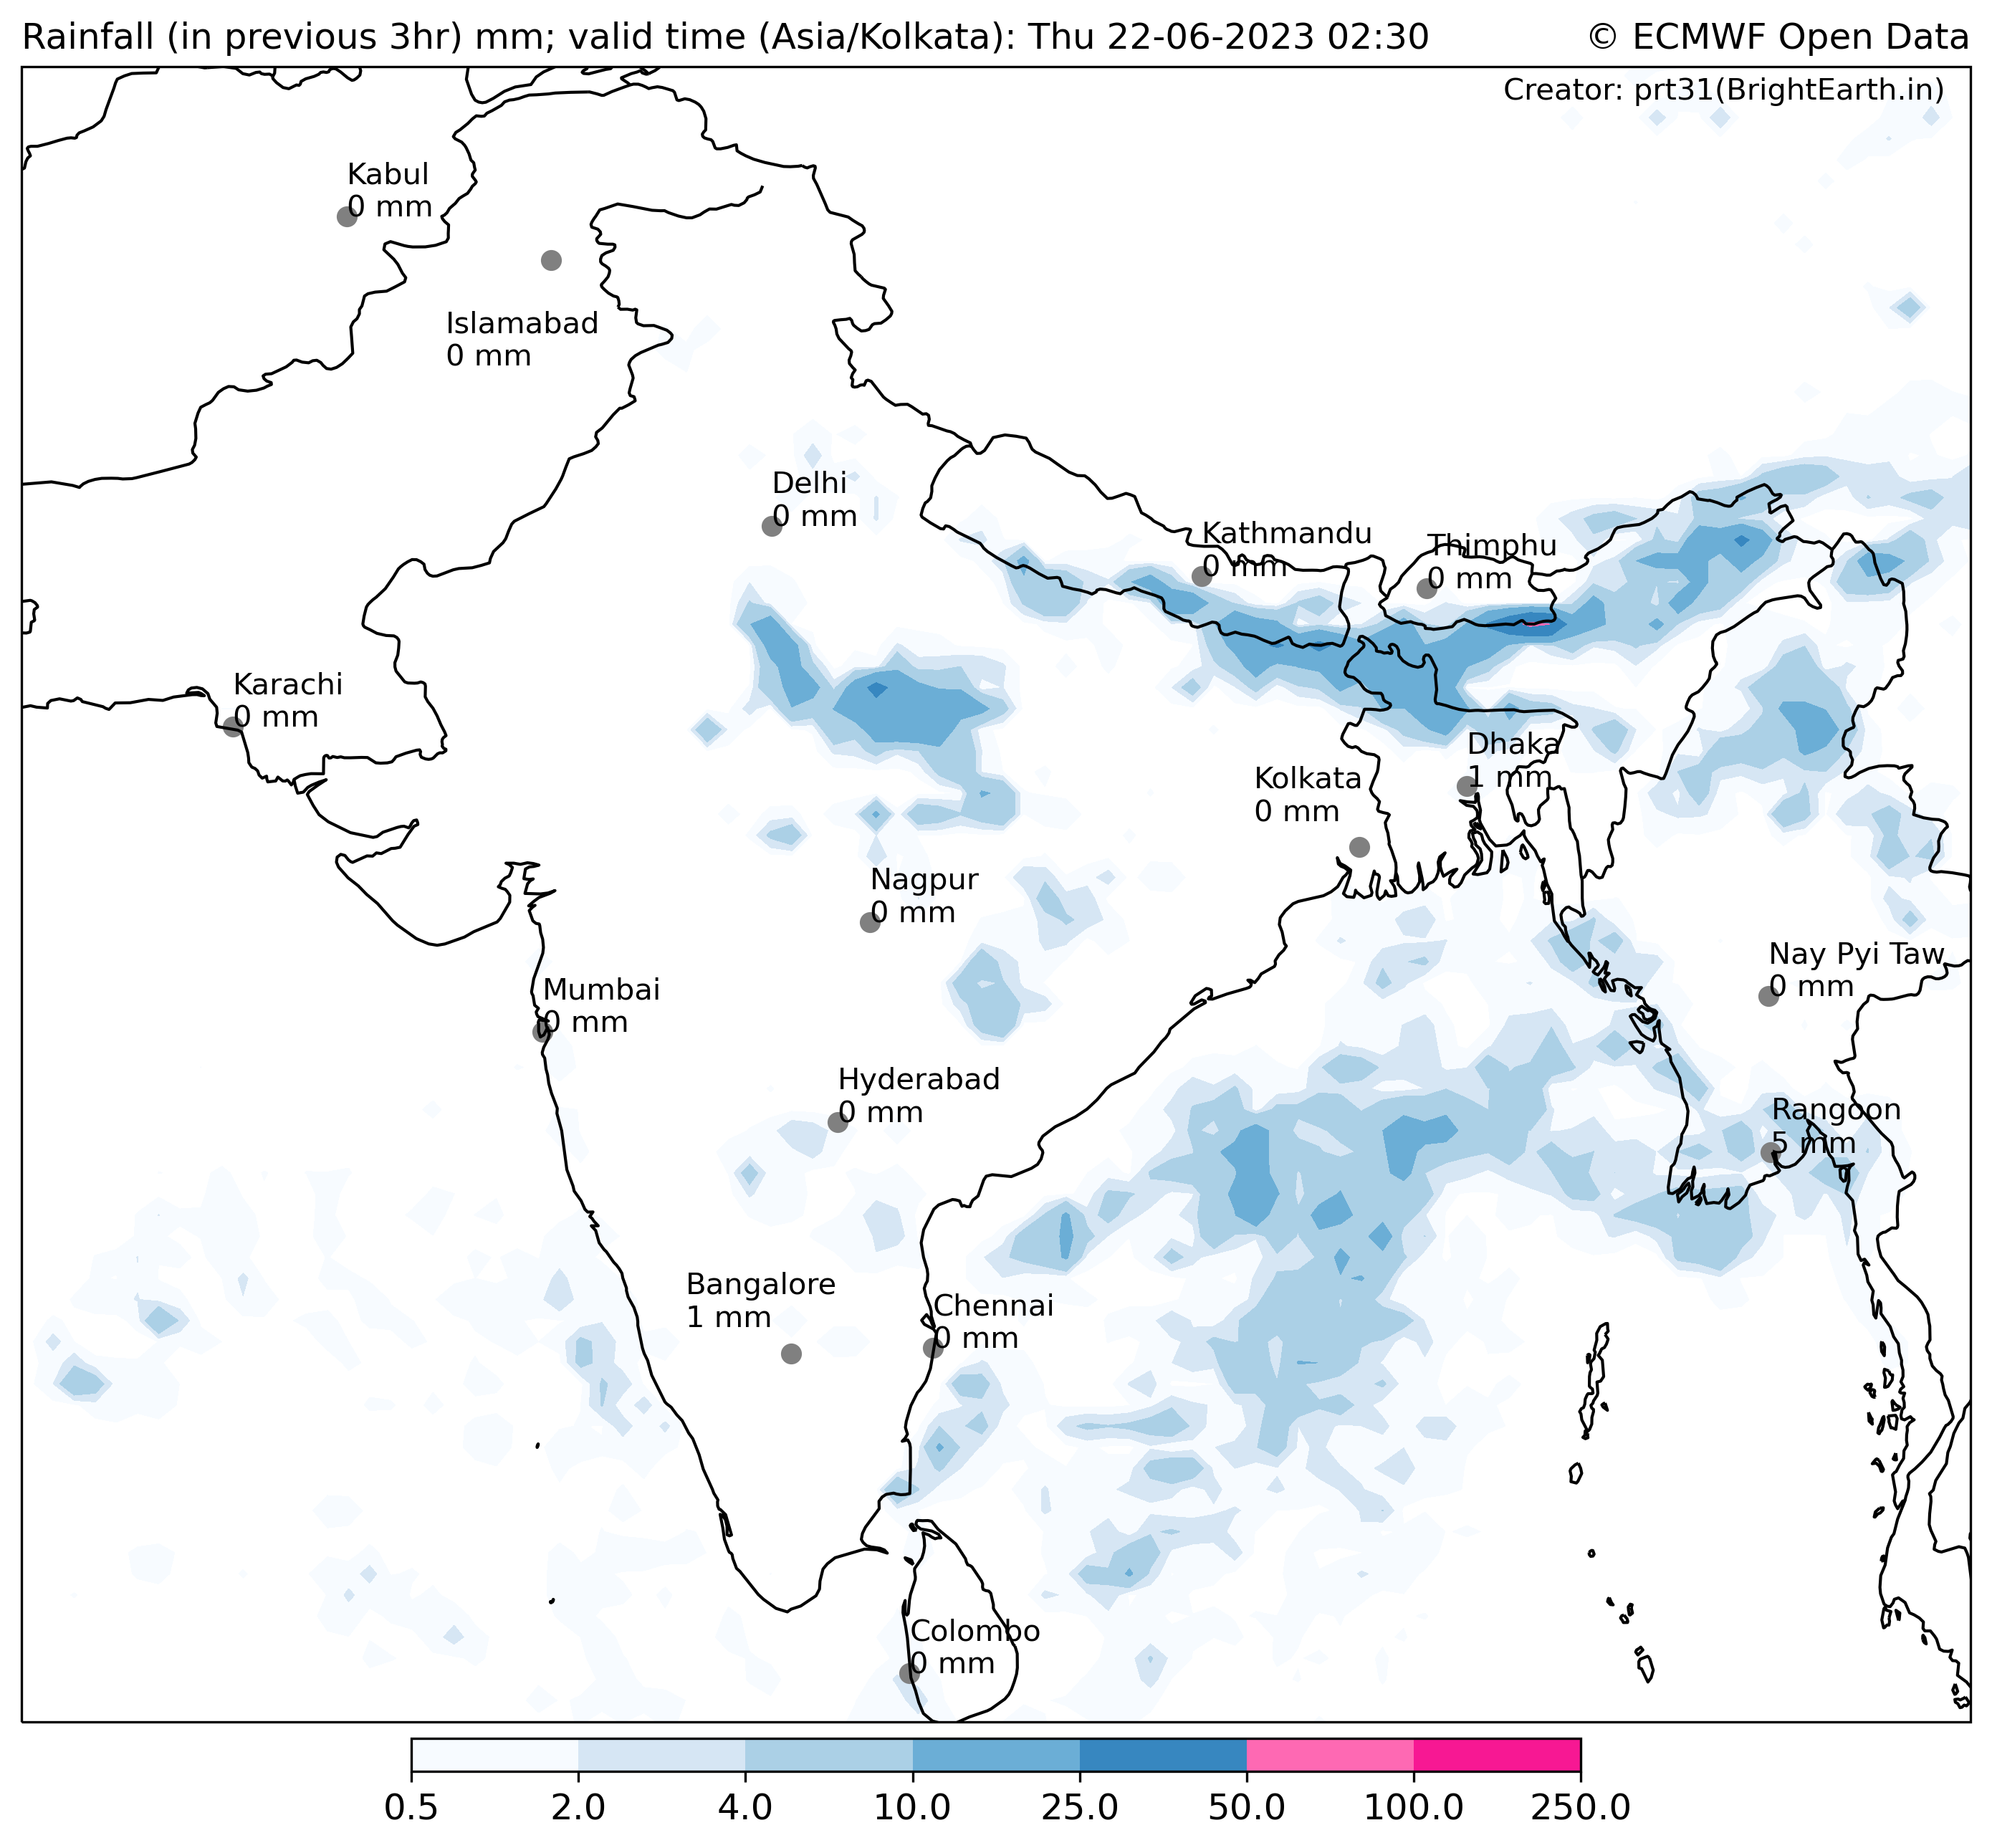 Rainfall (in previous 3hr) mm; valid time (Asia/Kolkata): Thu 22-06-2023 02:30
© ECMWF Open Data
Creator: prt31(BrightEarth.in)
Kabul
0 mm
Islamabad
0 mm
Delhi
0 mm
Kathmandu
0 mm
Thimphu
0 mm
Karachi
0 mm
Dhaka
1 mm
Kolkata
0 mm
Nagpur
0 mm
Nay Pyi Taw
0 mm
Mumbai
0 mm
Hyderabad
0 mm
Rangoon
5 mm
Bangalore
1 mm
Chennai
0 mm
Colombo
0 mm
0.5 2.0 4.0 10.0 25.0 50.0 100.0 250.0